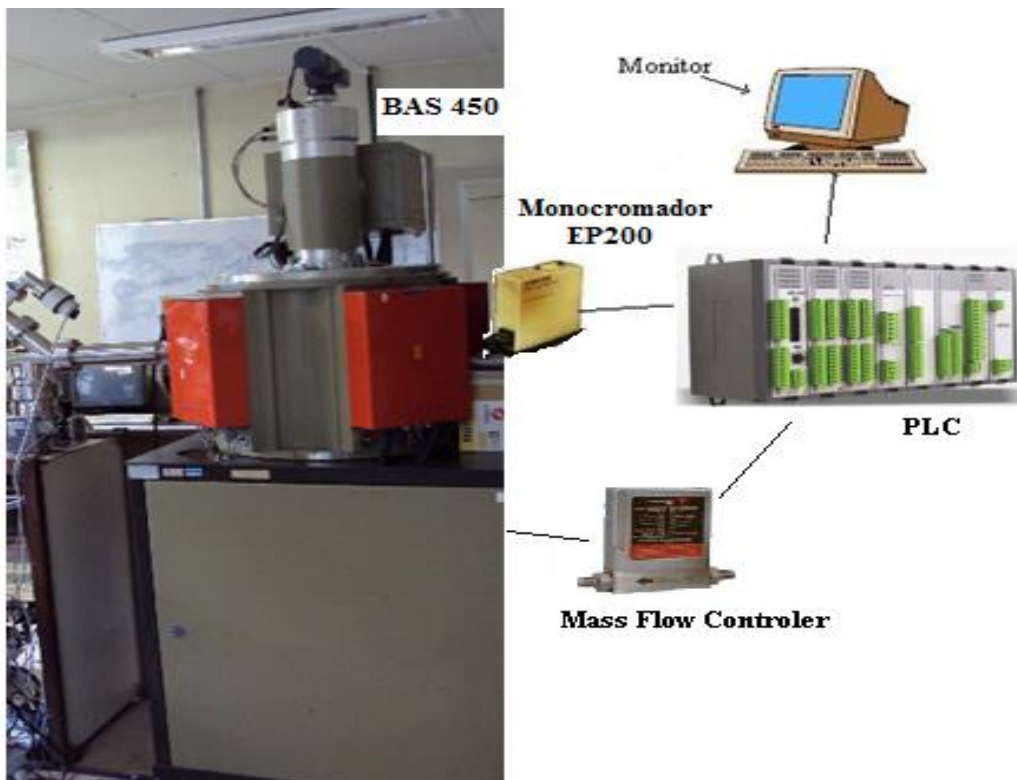 BAS 450
Monitor
Monocromador
EP200
PLC
Mass Flow Controler